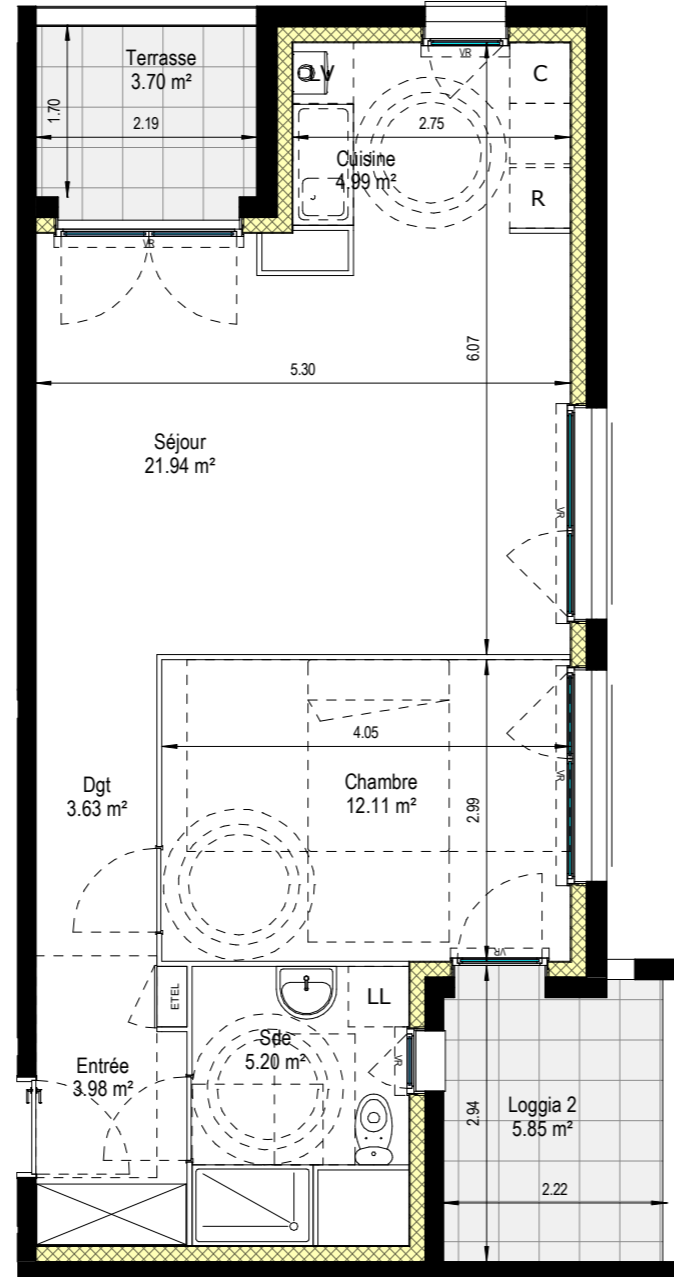 Terrasse
3.70 m²
1.70
2.19
VR
LV
C
2.75
Cuisine
4.99 m²
R
VR
6.07
5.30
Séjour
21.94 m²
VR
4.05
Dgt
3.63 m²
Chambre
12.11 m²
2.99
VR
VR
ETEL
LL
Sde
5.20 m²
VR
Entrée
3.98 m²
2.94
Loggia 2
5.85 m²
2.22